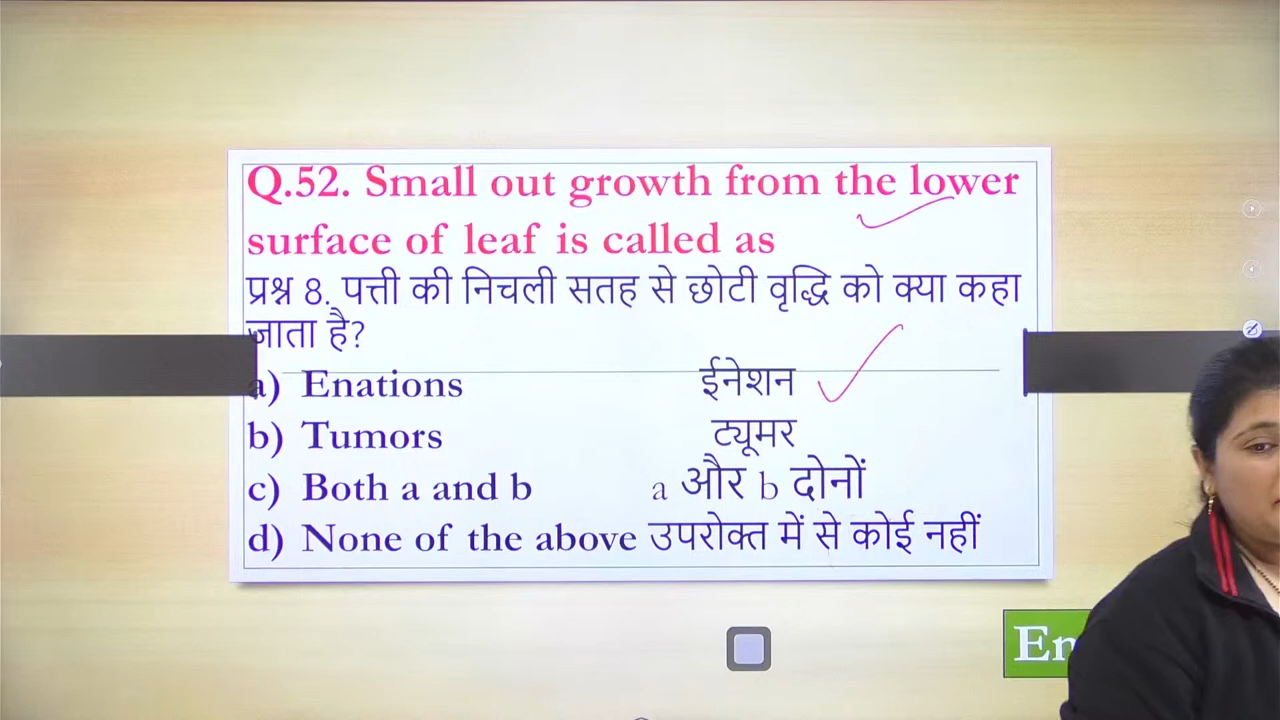 Q.52. Small out growth from the lower
surface of leaf is called as
प्रश्न 8. पत्ती की निचली सतह से छोटी वृद्धि को क्या कहा
जाता है?
a) Enations ईनेशन
b) Tumors ट्यूमर
c) Both a and b a और b दोनों
d) None of the above उपरोक्त में से कोई नहीं
En